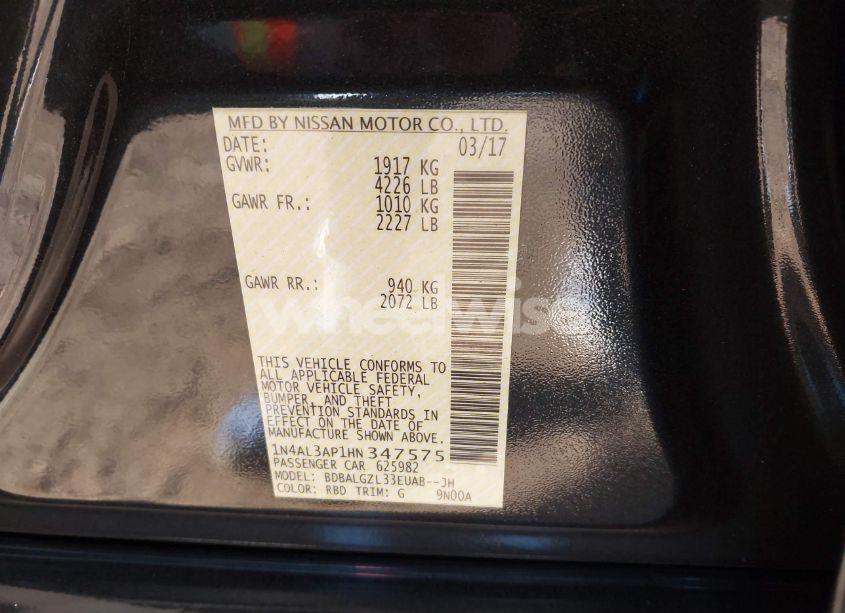 MFD BY NISSAN MOTOR CO., LTD.
DATE: 03/17
GVWR: 1917 KG
4226 LB
GAWR FR.: 1010 KG
2227 LB
GAWR RR.: 940 KG
2072 LB
wheelwise
THIS VEHICLE CONFORMS TO
ALL APPLICABLE FEDERAL
MOTOR VEHICLE SAFETY,
BUMPER, AND THEFT
PREVENTION STANDARDS IN
EFFECT ON THE DATE OF
MANUFACTURE SHOWN ABOVE.
1N4AL3AP1HN347575
PASSENGER CAR 625982
MODEL: BDBALGZL33EUAB--JH
COLOR: RBD TRIM: G 9N00A